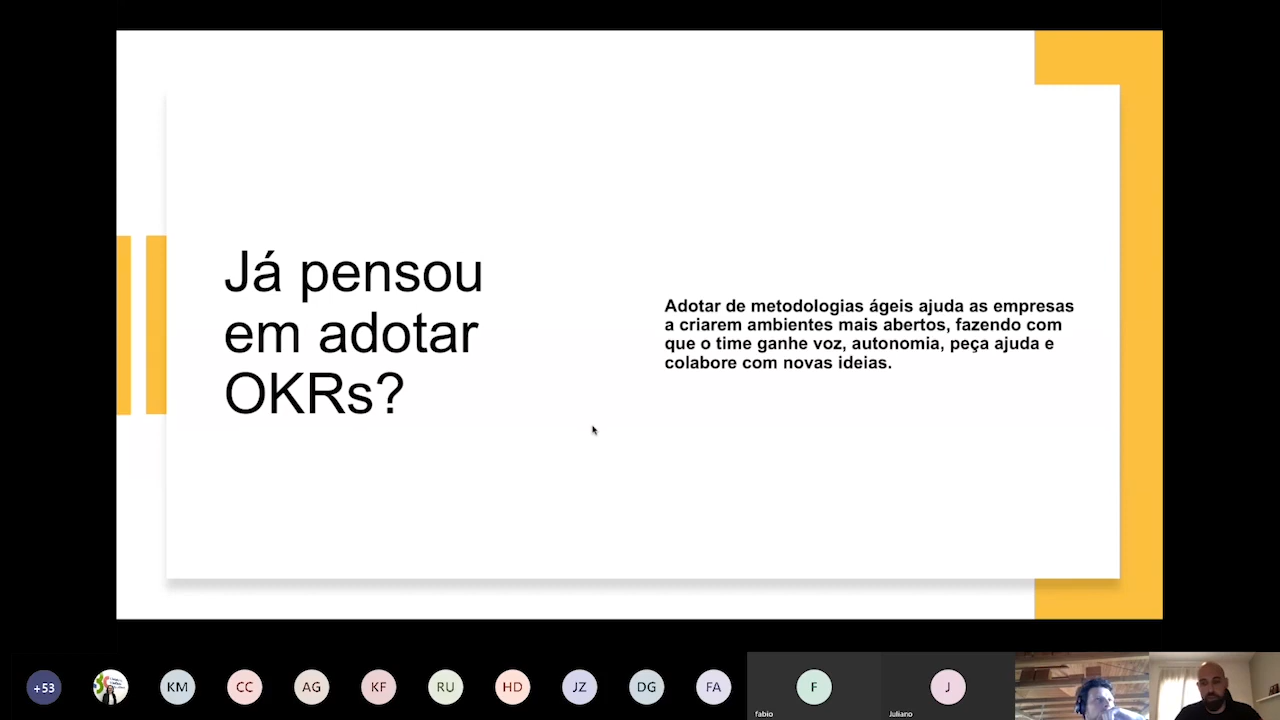 Já pensou
em adotar
OKRs?
Adotar de metodologias ágeis ajuda as empresas
a criarem ambientes mais abertos, fazendo com
que o time ganhe voz, autonomia, peça ajuda e
colabore com novas ideias.
+53
KM
CC
AG
KF
RU
HD
JZ
DG
FA
F
fabio
J
Juliano